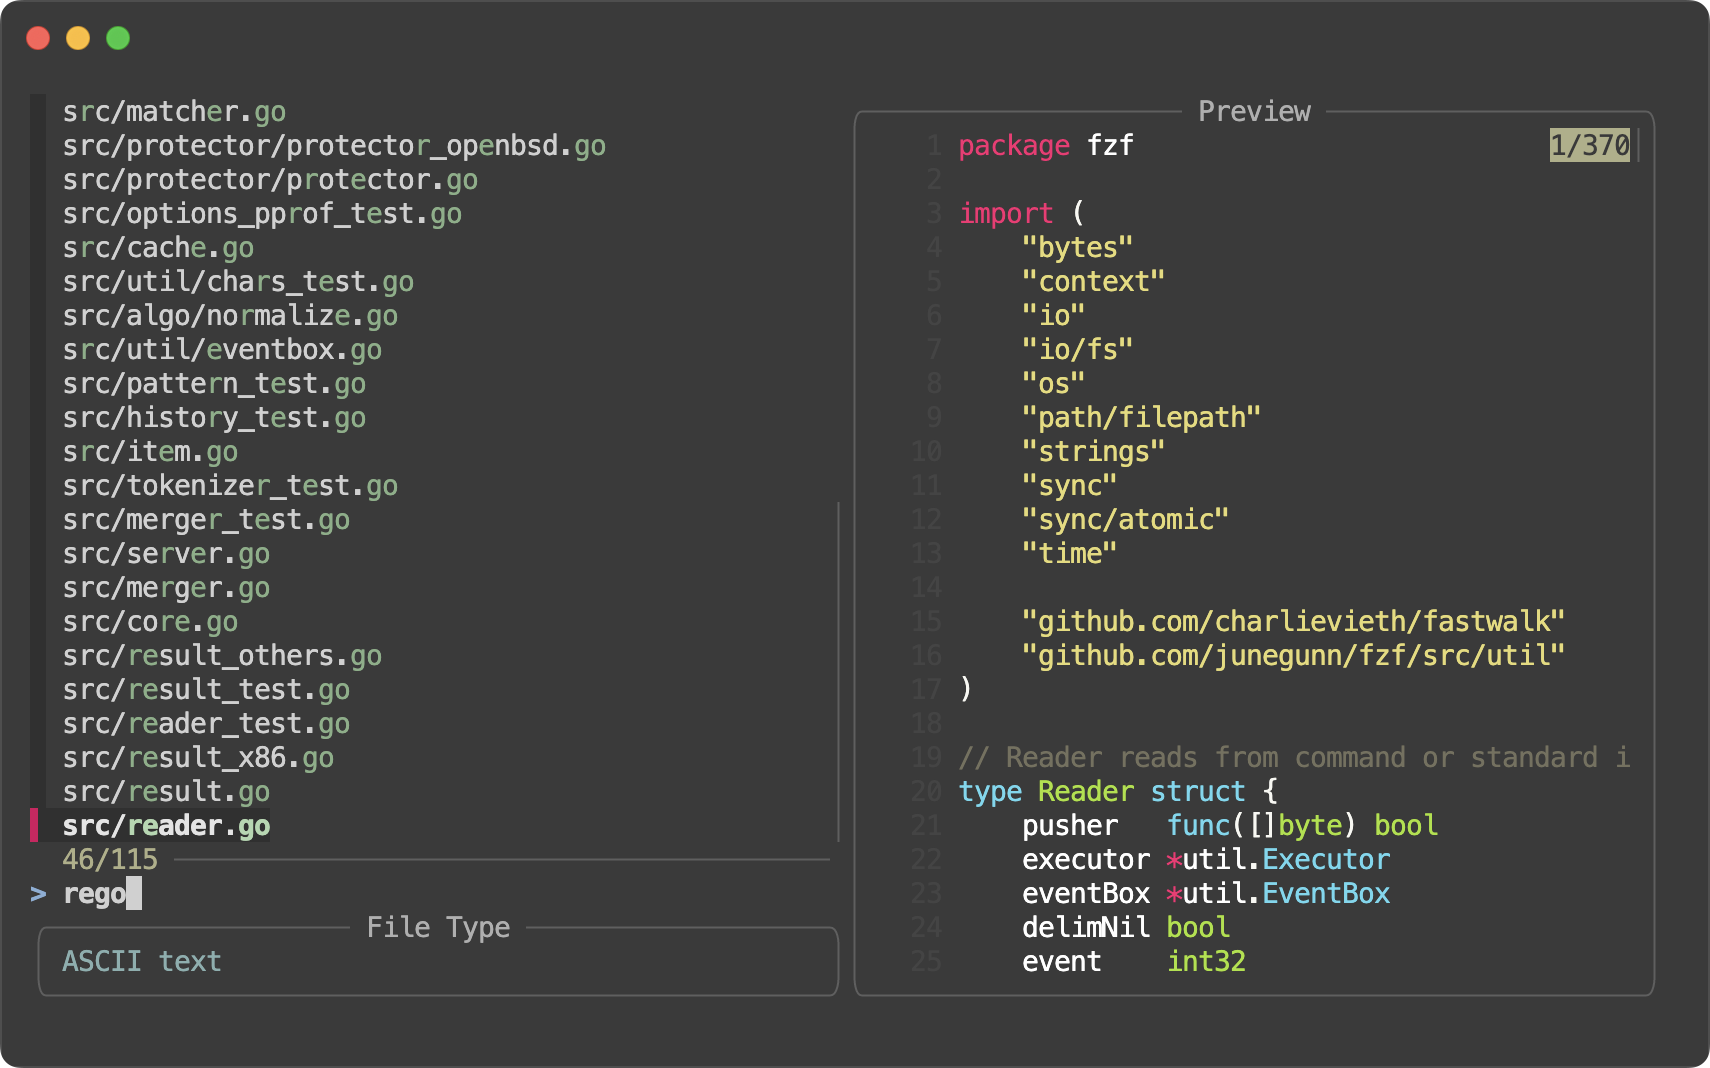 src/matcher.go
src/protector/protector_openbsd.go
src/protector/protector.go
src/options_pprof_test.go
src/cache.go
src/util/chars_test.go
src/algo/normalize.go
src/util/eventbox.go
src/pattern_test.go
src/history_test.go
src/item.go
src/tokenizer_test.go
src/merger_test.go
src/server.go
src/merger.go
src/core.go
src/result_others.go
src/result_test.go
src/reader_test.go
src/result_x86.go
src/result.go
src/reader.go
46/115
> rego
File Type
ASCII text
Preview
1/370
1 package fzf
2
3 import (
4     "bytes"
5     "context"
6     "io"
7     "io/fs"
8     "os"
9     "path/filepath"
10     "strings"
11     "sync"
12     "sync/atomic"
13     "time"
14
15     "github.com/charlievieth/fastwalk"
16     "github.com/junegunn/fzf/src/util"
17 )
18
19 // Reader reads from command or standard i
20 type Reader struct {
21     pusher   func([]byte) bool
22     executor *util.Executor
23     eventBox *util.EventBox
24     delimNil bool
25     event    int32